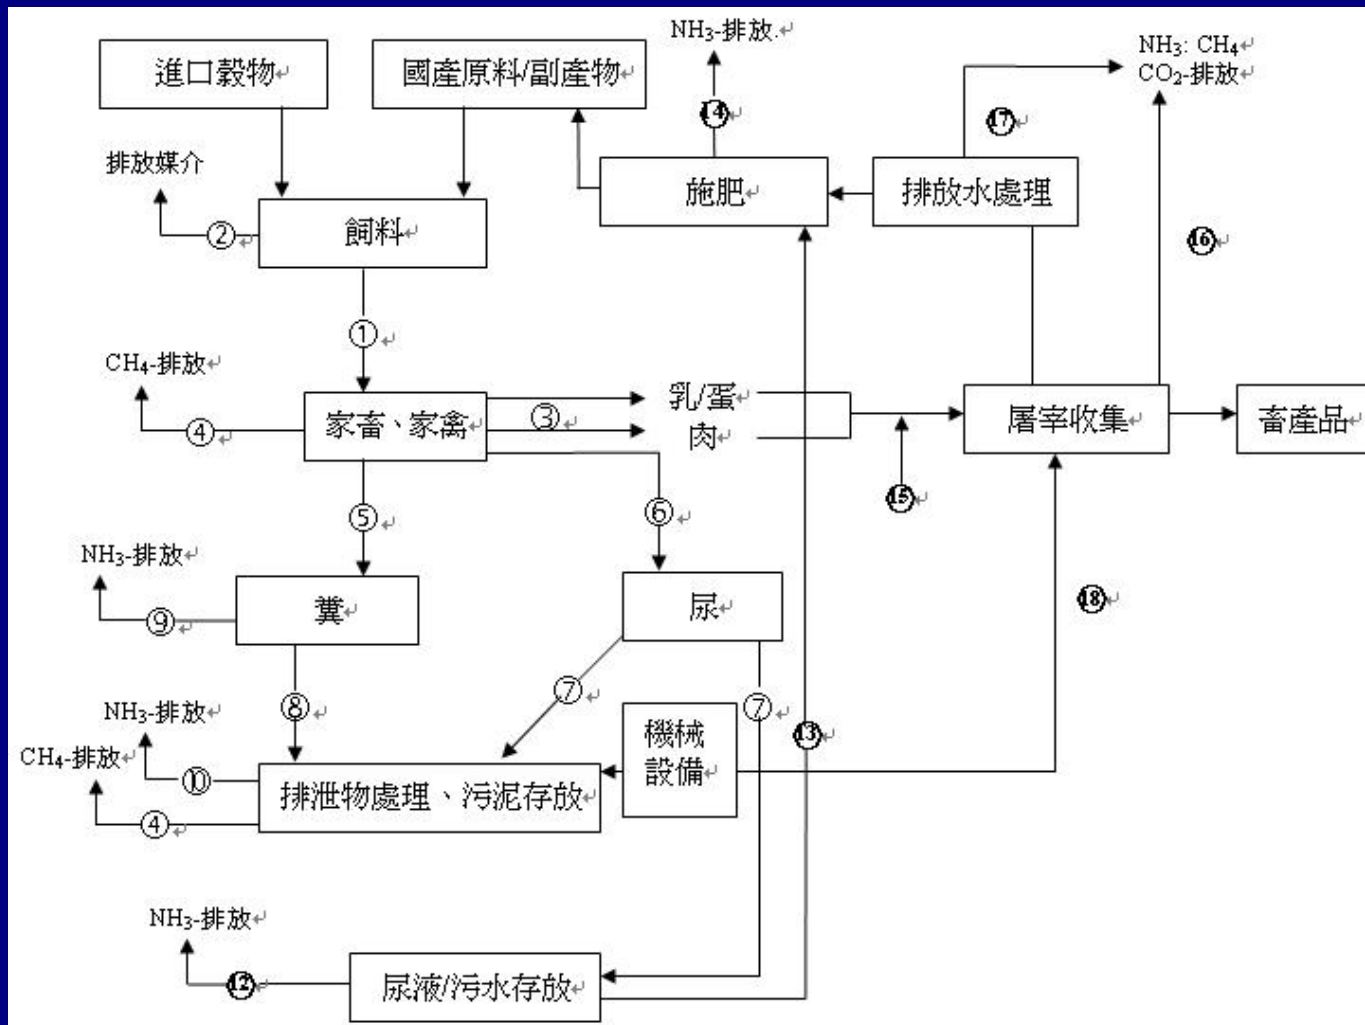 NH₃-排放.↵
NH₃: CH₄↵
CO₂-排放↵
進口穀物↵
國產原料/副產物↵
⑭↵
⑰↵
排放媒介
施肥↵
排放水處理
②↵
飼料↵
⑯↵
①↵
CH₄-排放↵
乳/蛋↵
肉↵
④↵
家畜、家禽↵
③↵
屠宰收集↵
畜產品↵
⑮↵
⑤↵
⑥↵
NH₃-排放↵
⑱↵
⑨↵
糞↵
尿↵
⑧↵
⑦↵
⑦↵
NH₃-排放↵
機械
設備↵
⑬↵
CH₄-排放↵
⑩↵
排泄物處理、污泥存放↵
④↵
NH₃-排放↵
⑫↵
尿液/污水存放↵